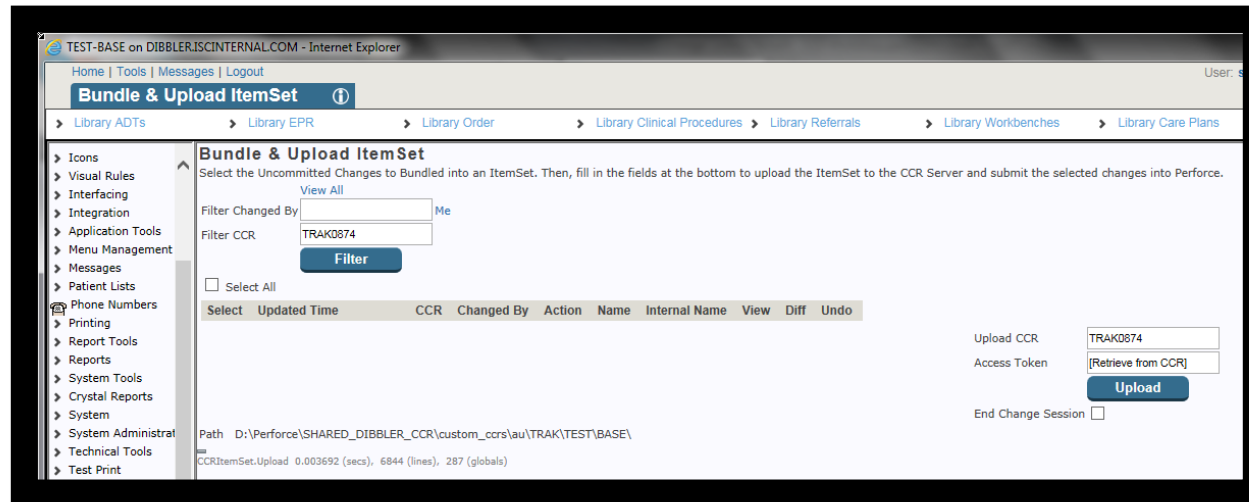 TEST-BASE on DIBBLER.ISCINTERNAL.COM - Internet Explorer
Home | Tools | Messages | Logout
User:
Bundle & Upload ItemSet
Library ADTs
Library EPR
Library Order
Library Clinical Procedures
Library Referrals
Library Workbenches
Library Care Plans
Icons
Visual Rules
Interfacing
Integration
Application Tools
Menu Management
Messages
Patient Lists
Phone Numbers
Printing
Report Tools
Reports
System Tools
Crystal Reports
System
System Administrat
Technical Tools
Test Print
Bundle & Upload ItemSet
Select the Uncommitted Changes to Bundled into an ItemSet. Then, fill in the fields at the bottom to upload the ItemSet to the CCR Server and submit the selected changes into Perforce.
View All
Filter Changed By Me
Filter CCR TRAK0874
Filter
Select All
Select Updated Time CCR Changed By Action Name Internal Name View Diff Undo
Upload CCR TRAK0874
Access Token [Retrieve from CCR]
Upload
End Change Session
Path D:\Perforce\SHARED_DIBBLER_CCR\custom_ccrs\au\TRAK\TEST\BASE\
CCRItemSet.Upload 0.003692 (secs), 6844 (lines), 287 (globals)